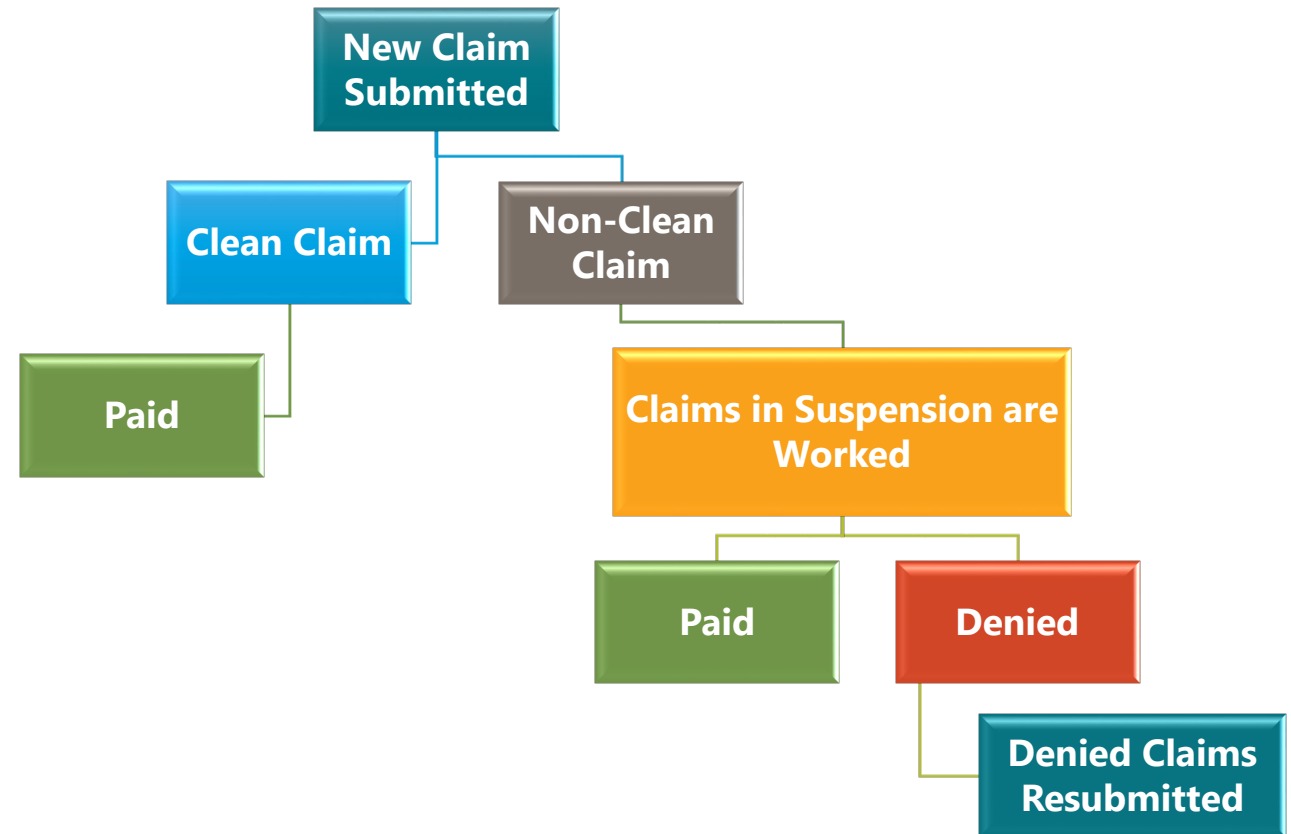 New Claim
Submitted
Clean Claim
Non-Clean
Claim
Paid
Claims in Suspension are
Worked
Paid
Denied
Denied Claims
Resubmitted